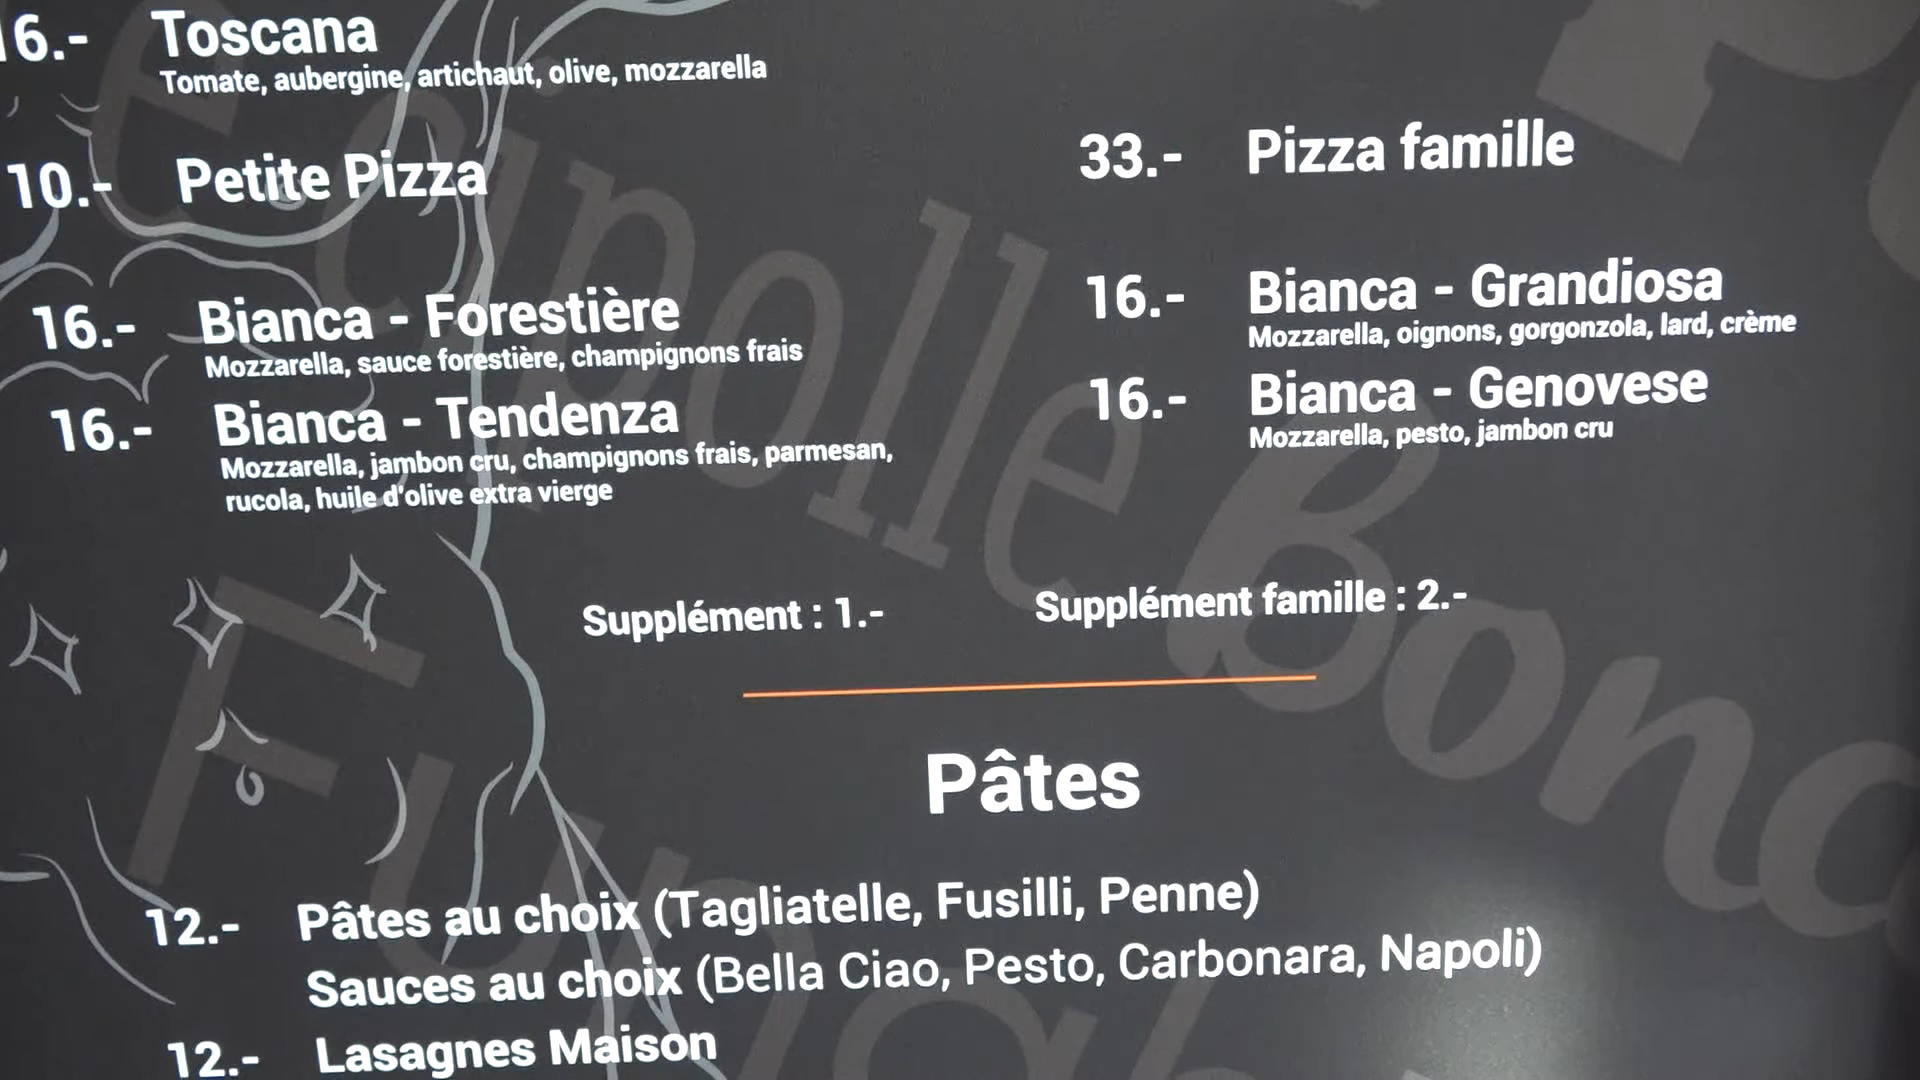 16.- Toscana
Tomate, aubergine, artichaut, olive, mozzarella
10.- Petite Pizza
33.- Pizza famille
16.- Bianca - Forestière
Mozzarella, sauce forestière, champignons frais
16.- Bianca - Tendenza
Mozzarella, jambon cru, champignons frais, parmesan,
rucola, huile d'olive extra vierge
16.- Bianca - Grandiosa
Mozzarella, oignons, gorgonzola, lard, crème
16.- Bianca - Genovese
Mozzarella, pesto, jambon cru
Supplément : 1.-
Supplément famille : 2.-
Pâtes
12.- Pâtes au choix (Tagliatelle, Fusilli, Penne)
Sauces au choix (Bella Ciao, Pesto, Carbonara, Napoli)
12.- Lasagnes Maison